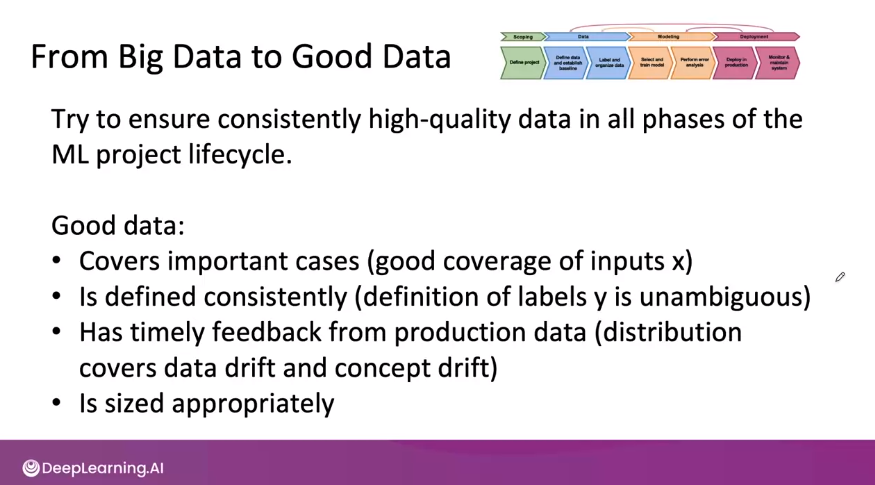 From Big Data to Good Data
Scoping
Data
Modeling
Deployment
Define project
Define data
and establish
baseline
Label and
organize data
Select and
train model
Perform error
analysis
Deploy in
production
Monitor &
maintain
system
Try to ensure consistently high-quality data in all phases of the
ML project lifecycle.
Good data:
• Covers important cases (good coverage of inputs x)
• Is defined consistently (definition of labels y is unambiguous)
• Has timely feedback from production data (distribution
covers data drift and concept drift)
• Is sized appropriately
DeepLearning.AI